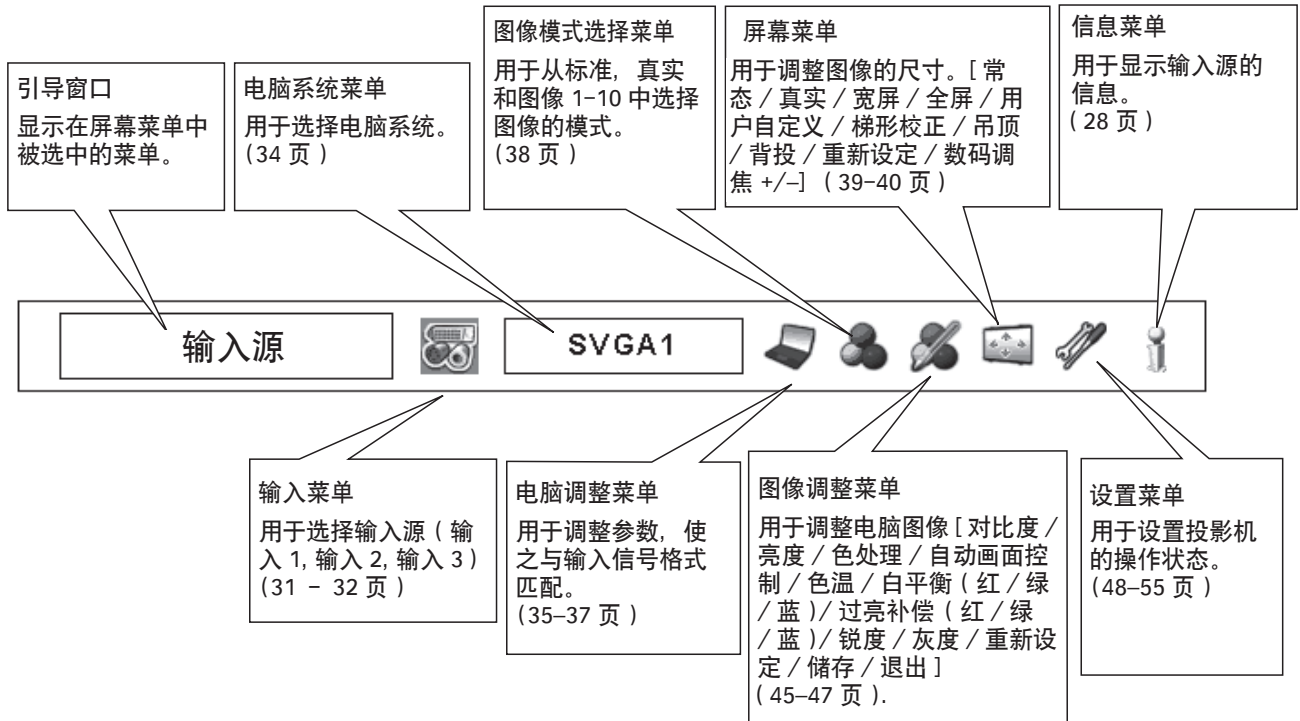 引导窗口
显示在屏幕菜单中
被选中的菜单。
电脑系统菜单
用于选择电脑系统。
(34 页 )
图像模式选择菜单
用于从标准, 真实
和图像 1-10 中选择
图像的模式。
(38 页 )
屏幕菜单
用于调整图像的尺寸。[ 常
态 / 真实 / 宽屏 / 全屏 / 用
户自定义 / 梯形校正 / 吊顶
/ 背投 / 重新设定 / 数码调
焦 +/–] ( 39-40 页 )
信息菜单
用于显示输入源的
信息。
( 28 页 )
输入源
SVGA1
输入菜单
用于选择输入源 ( 输
入 1, 输入 2, 输入 3 )
(31 - 32 页 )
电脑调整菜单
用于调整参数, 使
之与输入信号格式
匹配。
(35–37 页 )
图像调整菜单
用于调整电脑图像 [ 对比度 /
亮度 / 色处理 / 自动画面控
制 / 色温 / 白平衡 ( 红 / 绿
/ 蓝 )/ 过亮补偿 ( 红 / 绿
/ 蓝 )/ 锐度 / 灰度 / 重新设
定 / 储存 / 退出 ]
( 45–47 页 ).
设置菜单
用于设置投影机
的操作状态。
(48–55 页 )